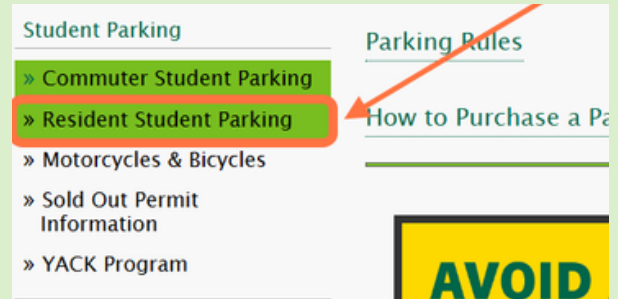 Student Parking
» Commuter Student Parking
» Resident Student Parking
» Motorcycles & Bicycles
» Sold Out Permit
Information
» YACK Program
Parking Rules
How to Purchase a
AVOID